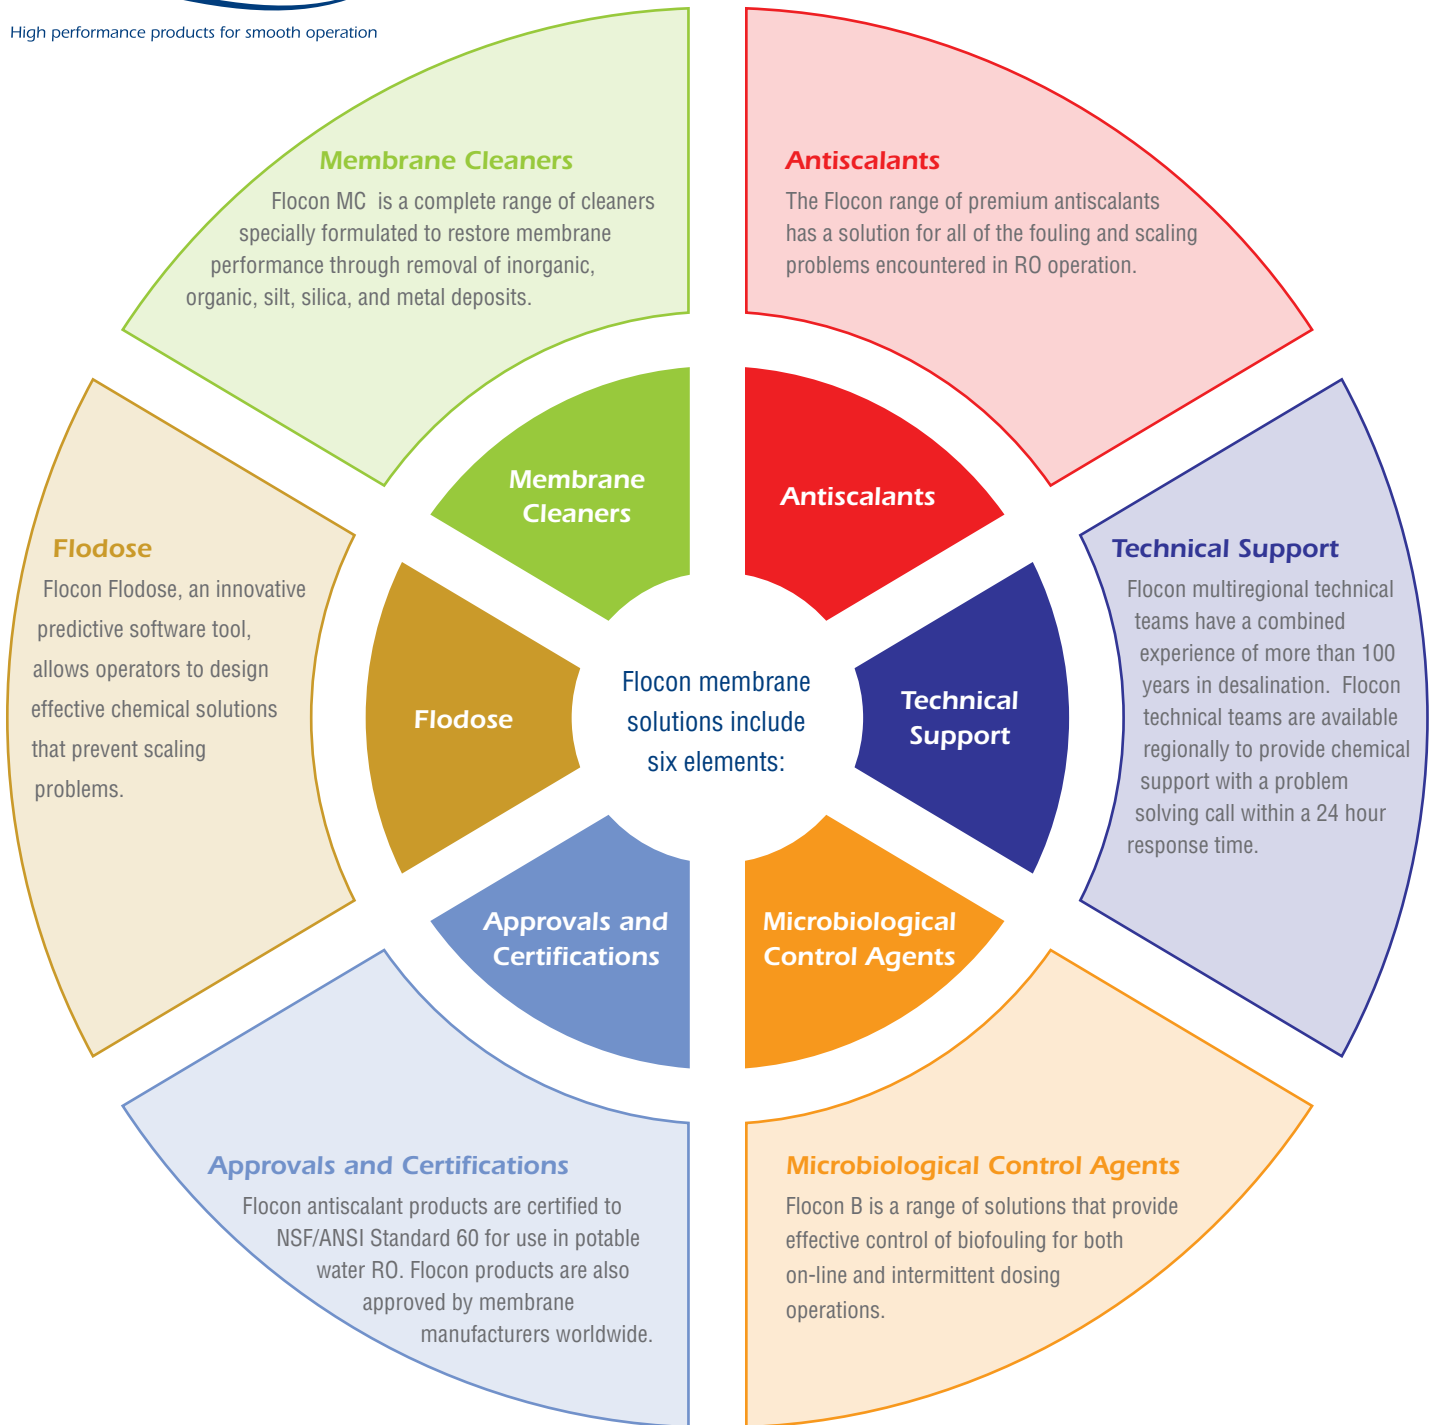 High performance products for smooth operation
Membrane Cleaners
Flocon MC is a complete range of cleaners
specially formulated to restore membrane
performance through removal of inorganic,
organic, silt, silica, and metal deposits.
Antiscalants
The Flocon range of premium antiscalants
has a solution for all of the fouling and scaling
problems encountered in RO operation.
Flodose
Flocon Flodose, an innovative
predictive software tool,
allows operators to design
effective chemical solutions
that prevent scaling
problems.
Membrane
Cleaners
Antiscalants
Flodose
Flocon membrane
solutions include
six elements:
Technical
Support
Approvals and
Certifications
Microbiological
Control Agents
Technical Support
Flocon multiregional technical
teams have a combined
experience of more than 100
years in desalination. Flocon
technical teams are available
regionally to provide chemical
support with a problem
solving call within a 24 hour
response time.
Approvals and Certifications
Flocon antiscalant products are certified to
NSF/ANSI Standard 60 for use in potable
water RO. Flocon products are also
approved by membrane
manufacturers worldwide.
Microbiological Control Agents
Flocon B is a range of solutions that provide
effective control of biofouling for both
on-line and intermittent dosing
operations.